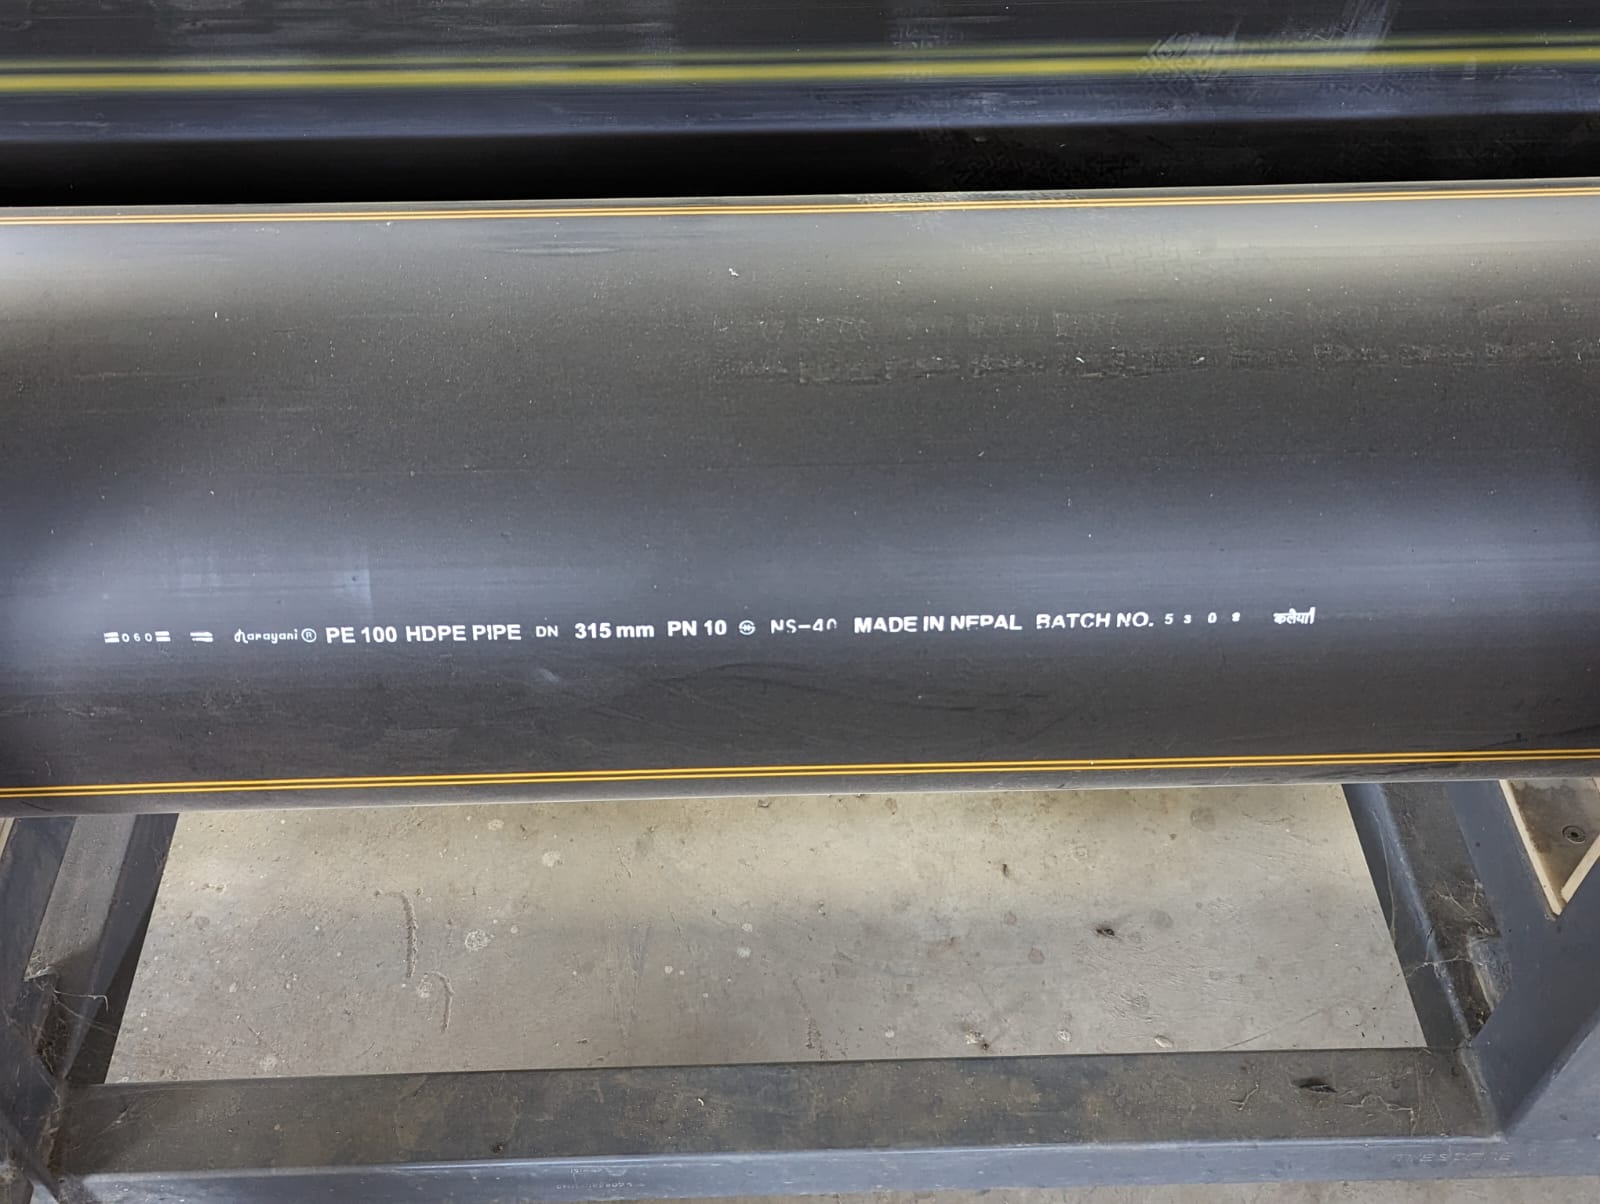 =060= = Narayani® PE 100 HDPE PIPE DN 315 mm PN 10 NS-40 MADE IN NEPAL BATCH NO. 5 3 0 8 कलैया